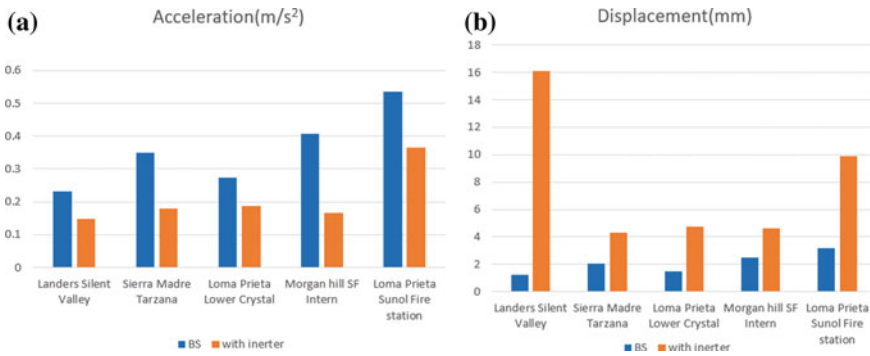 (a)
Acceleration(m/s²)
0.6
0.5
0.4
0.3
0.2
0.1
0
Landers Silent
Valley
Sierra Madre
Tarzana
Loma Prieta
Lower Crystal
Morgan hill SF
Intern
Loma Prieta
Sunol Fire
station
BS
with inerter
(b)
Displacement(mm)
18
16
14
12
10
8
6
4
2
0
Landers Silent
Valley
Sierra Madre
Tarzana
Loma Prieta
Lower Crystal
Morgan hill SF
Intern
Loma Prieta
Sunol Fire
station
BS
with inerter